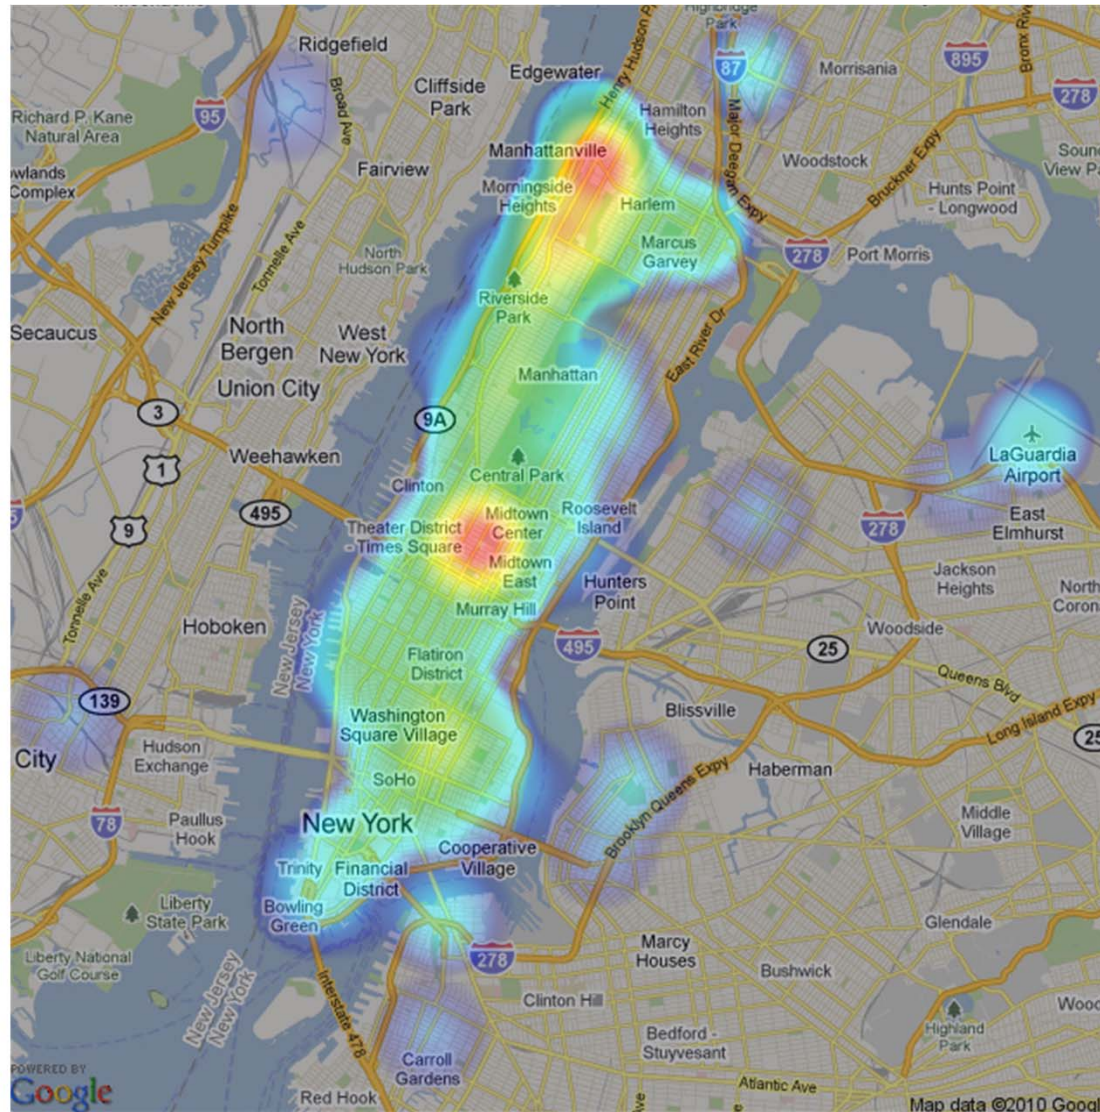 Highbridge
Park
Ridgefield
Edgewater
Henry Hudson P
87
Morrisania
895
Bronx Riv
278
Cliffside
Park
Broad Ave
95
Richard P. Kane
Natural Area
Hamilton
Heights
Major Deegan Expy
Manhattanville
Fairview
Woodstock
Bruckner Expy
Soun
View Pa
wlands
Complex
Morningside
Heights
Harlem
Hunts Point
- Longwood
New Jersey Turnpike
Tonnelle Ave
North
Hudson Park
Marcus
Garvey
278
Port Morris
Riverside
Park
Secaucus
North
Bergen
West
New York
East River Dr
Union City
Manhattan
3
9A
1
Weehawken
Central Park
LaGuardia
Airport
Clinton
495
9
Theater District
- Times Square
Midtown
Center
Roosevelt
Island
278
East
Elmhurst
Midtown
East
Hunters
Point
Jackson
Heights
North
Coron
Tonnelle Ave
Murray Hill
Hoboken
New Jersey
New York
495
25
Woodside
Flatiron
District
Queens Blvd
139
Washington
Square Village
Blissville
Long Island Expy
25
City
Hudson
Exchange
SoHo
Brooklyn Queens Expy
Haberman
78
Paullus
Hook
New York
Middle
Village
Cooperative
Village
Trinity
Financial
District
Liberty
State Park
Bowling
Green
Glendale
Liberty National
Golf Course
New Jersey
New York
278
Marcy
Houses
Bushwick
Interstate 478
Clinton Hill
Highland
Park
Wood
Bedford -
Stuyvesant
Carroll
Gardens
POWERED BY
Google
Red Hook
Atlantic Ave
Map data ©2010 Googl